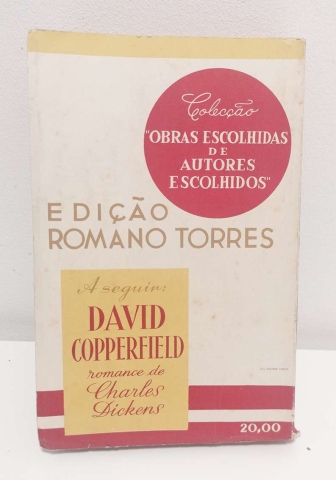 Colecção
"OBRAS ESCOLHIDAS
DE
AUTORES
ESCOLHIDOS"
EDIÇÃO
ROMANO TORRES
A seguir:
DAVID
COPPERFIELD
romance de
Charles
Dickens
20,00